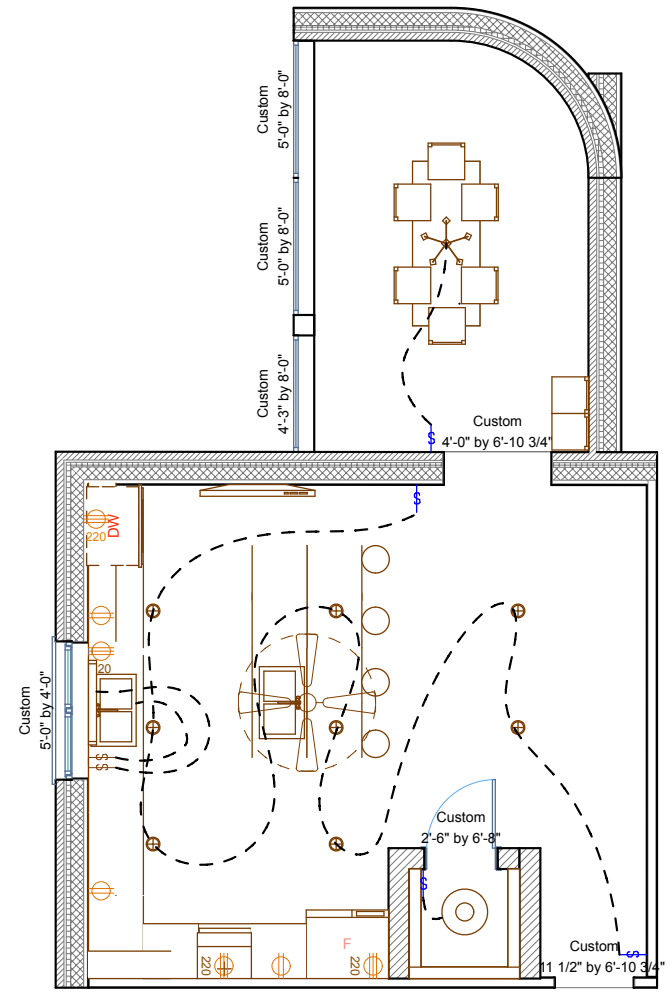 Custom
5'-0" by 8'-0"
Custom
5'-0" by 8'-0"
Custom
4'-3" by 8'-0"
S
Custom
4'-0" by 6'-10 3/4"
S
DW
220
20
Custom
5'-0" by 4'-0"
S
S
Custom
2'-6" by 6'-8"
S
F
220
220
Custom
11 1/2" by 6'-10 3/4"
S